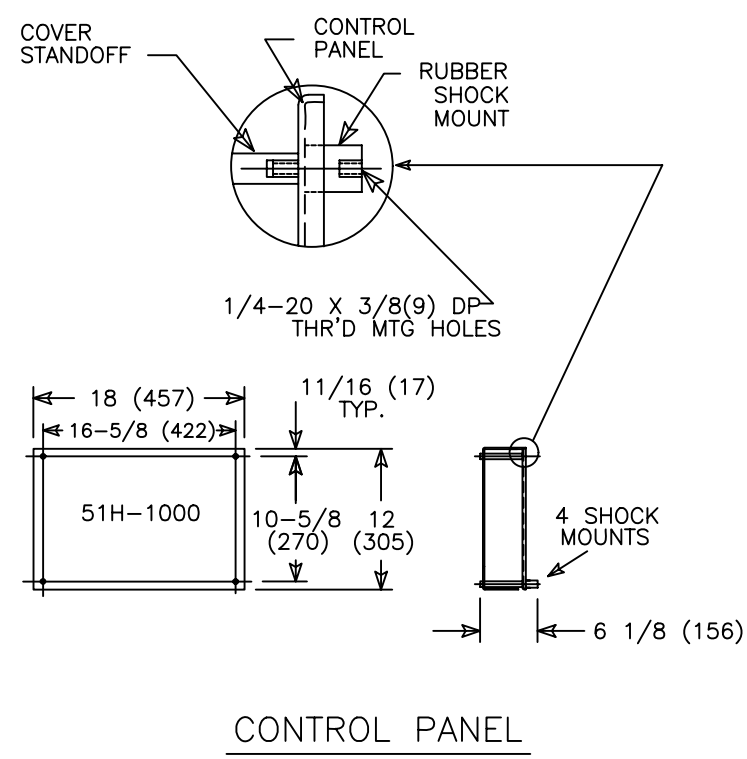 COVER
STANDOFF
CONTROL
PANEL
RUBBER
SHOCK
MOUNT
1/4-20 X 3/8(9) DP
THR'D MTG HOLES
18 (457)
11/16 (17)
TYP.
16-5/8 (422)
51H-1000
10-5/8
(270)
12
(305)
4 SHOCK
MOUNTS
6 1/8 (156)
CONTROL PANEL